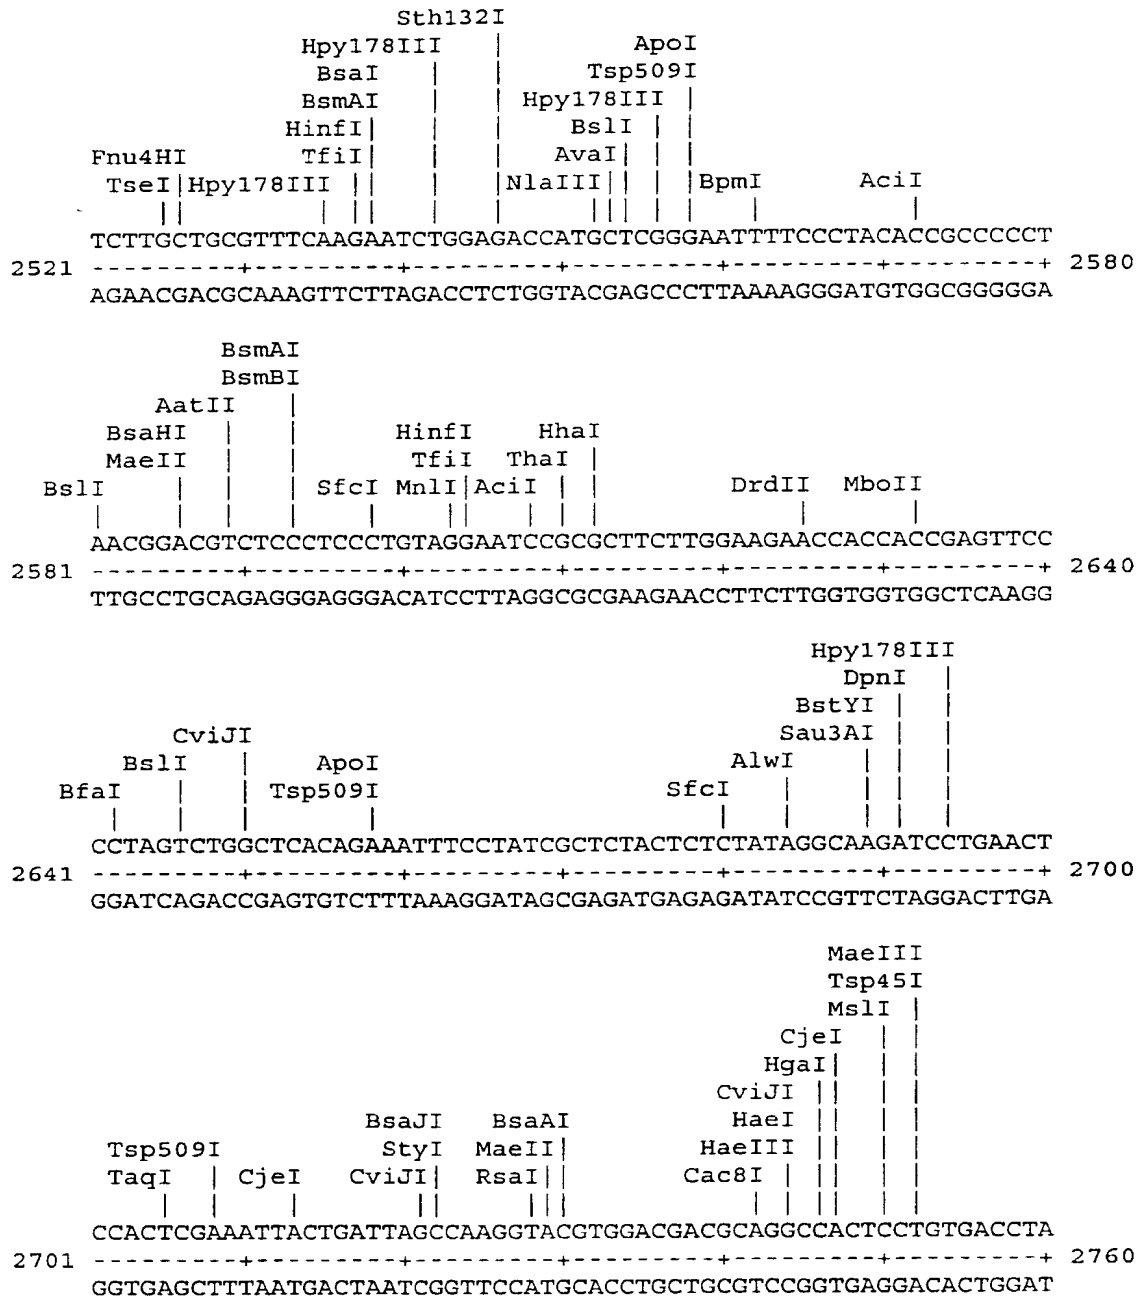 Sth132I
Hpy178III ApoI
BsaI Tsp509I
BsmAI Hpy178III
HinfI BslI
Fnu4HI TfiI AvaI
TseI Hpy178III NlaIII BpmI AciI
TCTTGCTGCGTTTCAAGAATCTGGAGACCATGCTCGGGAATTTTCCCTACACCGCCCCCT
2521 ---------+---------+---------+---------+---------+---------+ 2580
AGAACGACGCAAAGTTCTTAGACCTCTGGTACGAGCCCTTAAAAGGGATGTGGCGGGGGA
BsmAI
BsmBI
AatII
BsaHI HinfI HhaI
MaeII TfiI ThaI
BslI SfcI MnlI AciI DrdII MboII
AACGGACGTCTCCCTCCCTGTAGGAATCCGCGCTTCTTGGAAGAACCACCACCGAGTTCC
2581 ---------+---------+---------+---------+---------+---------+ 2640
TTGCCTGCAGAGGGAGGGACATCCTTAGGCGCGAAGAACCTTCTTGGTGGTGGCTCAAGG
Hpy178III
DpnI
BstYI
CviJI Sau3AI
BslI ApoI AlwI
BfaI Tsp509I SfcI
CCTAGTCTGGCTCACAGAAATTTCCTATCGCTCTACTCTCTATAGGCAAGATCCTGAACT
2641 ---------+---------+---------+---------+---------+---------+ 2700
GGATCAGACCGAGTGTCTTTAAAGGATAGCGAGATGAGAGATATCCGTTCTAGGACTTGA
MaeIII
Tsp45I
MslI
CjeI
HgaI
CviJI
BsaJI BsaAI HaeI
Tsp509I StyI MaeII HaeIII
TaqI CjeI CviJI RsaI Cac8I
CCACTCGAAATTACTGATTAGCCAAGGTACGTGGACGACGCAGGCCACTCCTGTGACCTA
2701 ---------+---------+---------+---------+---------+---------+ 2760
GGTGAGCTTTAATGACTAATCGGTTCCATGCACCTGCTGCGTCCGGTGAGGACACTGGAT